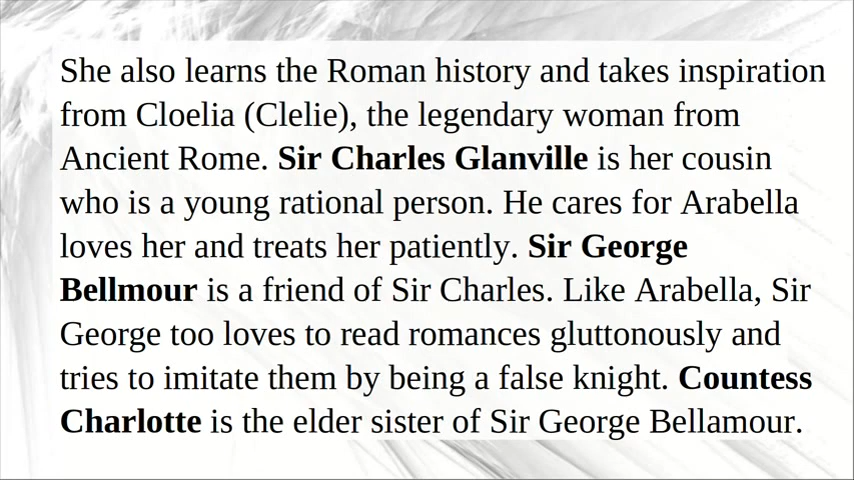 She also learns the Roman history and takes inspiration
from Cloelia (Clelie), the legendary woman from
Ancient Rome. Sir Charles Glanville is her cousin
who is a young rational person. He cares for Arabella
loves her and treats her patiently. Sir George
Bellmour is a friend of Sir Charles. Like Arabella, Sir
George too loves to read romances gluttonously and
tries to imitate them by being a false knight. Countess
Charlotte is the elder sister of Sir George Bellamour.